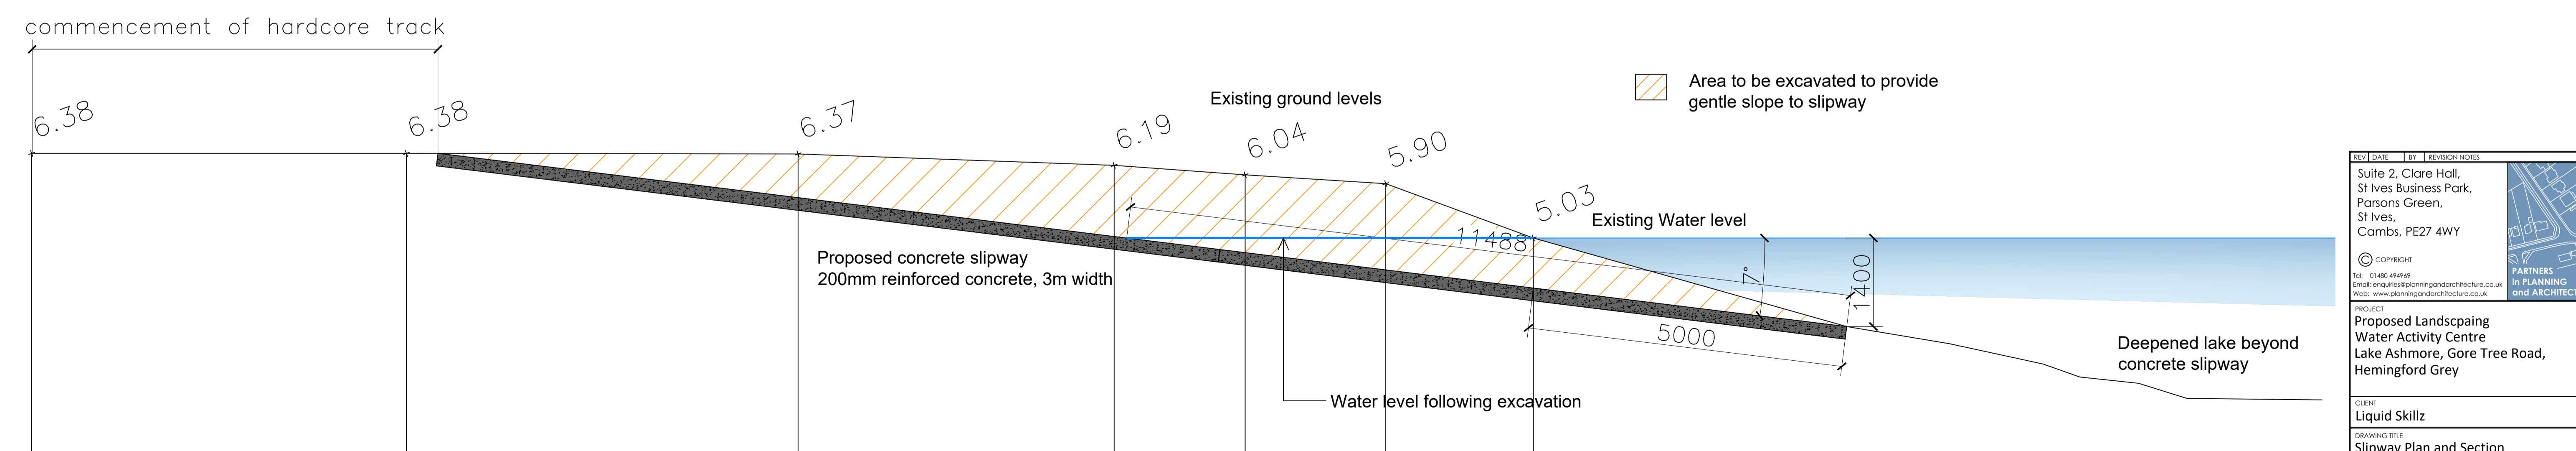 commencement of hardcore track
6.38
6.38
6.37
6.19
6.04
5.90
5.03
Existing ground levels
Area to be excavated to provide
gentle slope to slipway
Existing Water level
11488
7°
1400
5000
Proposed concrete slipway
200mm reinforced concrete, 3m width
Water level following excavation
Deepened lake beyond
concrete slipway
REV DATE BY REVISION NOTES
Suite 2, Clare Hall,
St Ives Business Park,
Parsons Green,
St Ives,
Cambs, PE27 4WY
© COPYRIGHT
Tel: 01480 494969
Email: enquiries@planningandarchitecture.co.uk
Web: www.planningandarchitecture.co.uk
PARTNERS
in PLANNING
and ARCHITECT
PROJECT
Proposed Landscpaing
Water Activity Centre
Lake Ashmore, Gore Tree Road,
Hemingford Grey
CLIENT
Liquid Skillz
DRAWING TITLE
Slipway Plan and Section